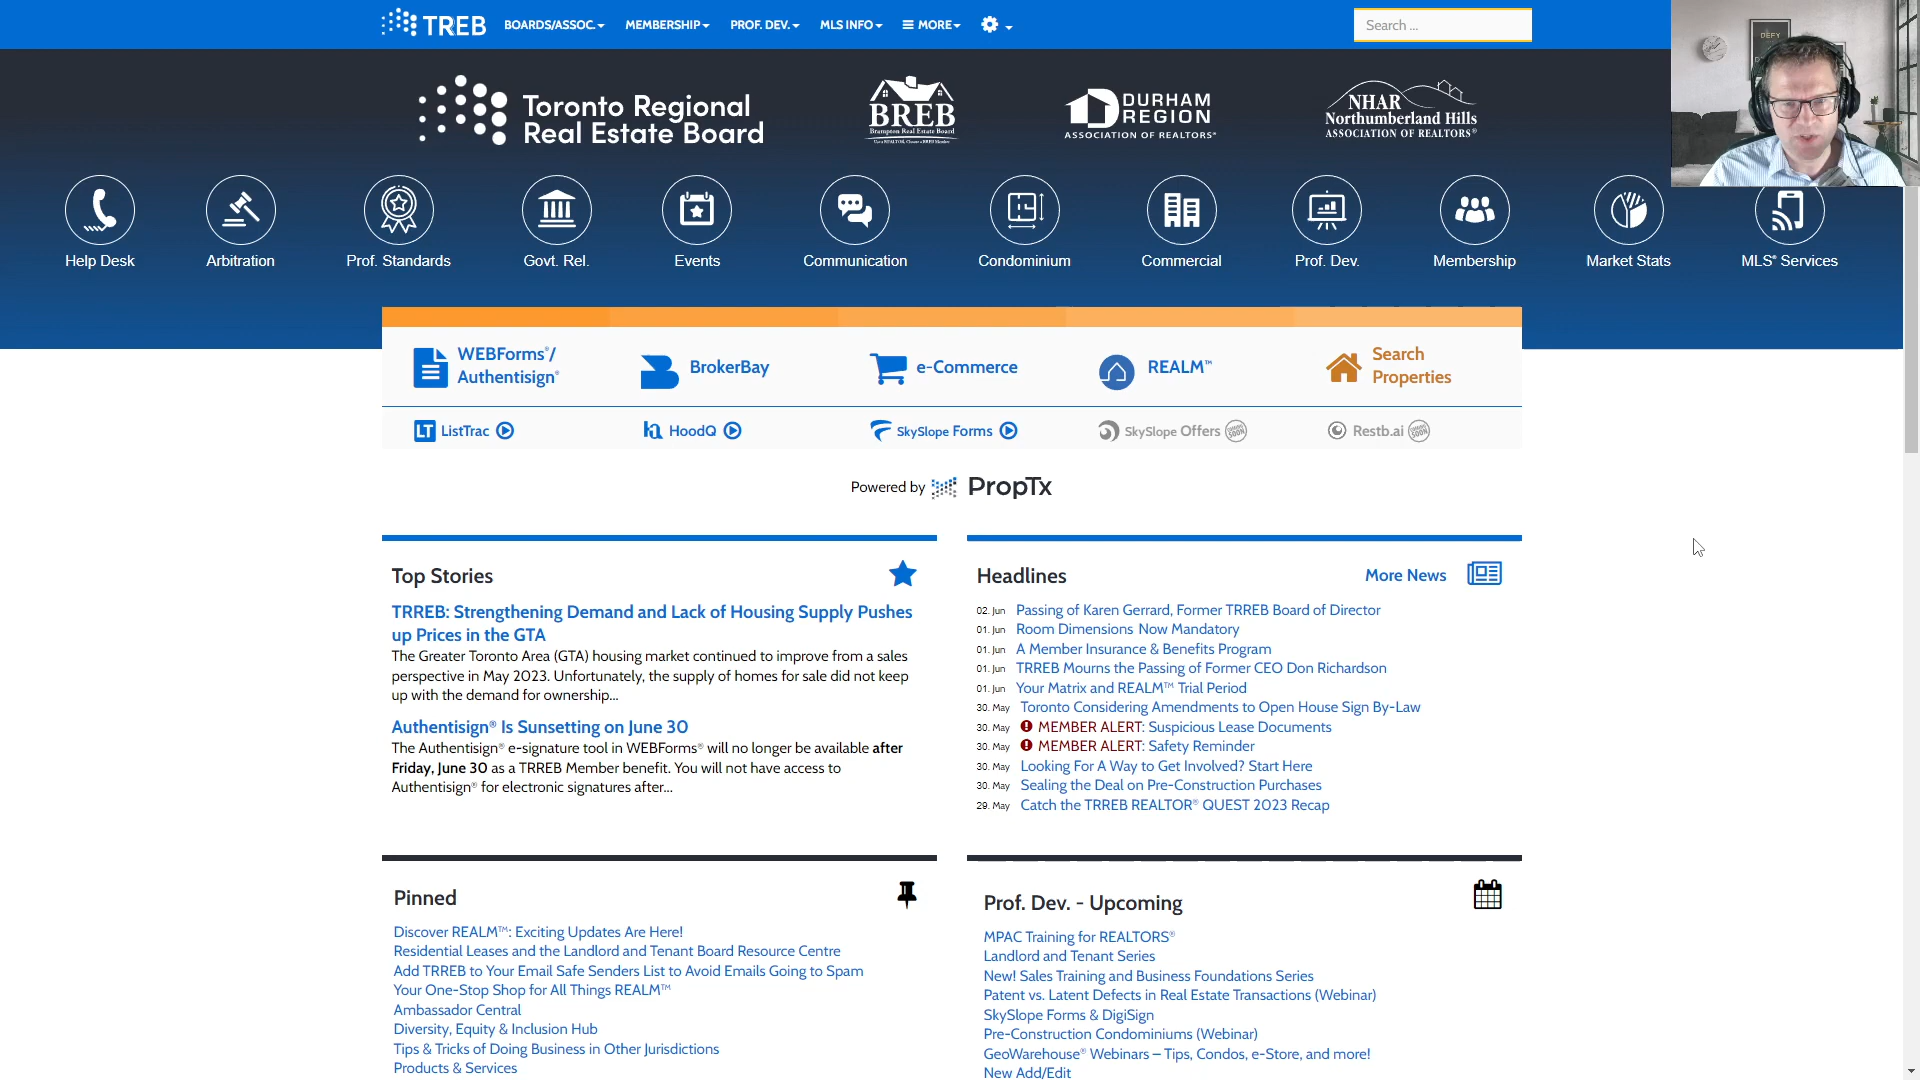 TREB BOARDS/ASSOC. MEMBERSHIP PROF. DEV. MLS INFO MORE Search ...
DEFY
Toronto Regional
Real Estate Board
BREB
Brampton Real Estate Board
DURHAM
REGION
ASSOCIATION OF REALTORS®
NHAR
Northumberland Hills
ASSOCIATION OF REALTORS®
Help Desk Arbitration Prof. Standards Govt. Rel. Events Communication Condominium Commercial Prof. Dev. Membership Market Stats MLS® Services
WEBForms®/
Authentisign®
BrokerBay
e-Commerce
REALM™
Search
Properties
LT ListTrac HoodQ SkySlope Forms SkySlope Offers SOON Restb.ai SOON
Powered by PropTx
Top Stories
TRREB: Strengthening Demand and Lack of Housing Supply Pushes
up Prices in the GTA
The Greater Toronto Area (GTA) housing market continued to improve from a sales
perspective in May 2023. Unfortunately, the supply of homes for sale did not keep
up with the demand for ownership...
Authentisign® Is Sunsetting on June 30
The Authentisign® e-signature tool in WEBForms® will no longer be available after
Friday, June 30 as a TRREB Member benefit. You will not have access to
Authentisign® for electronic signatures after...
Headlines More News
02. Jun Passing of Karen Gerrard, Former TRREB Board of Director
01. Jun Room Dimensions Now Mandatory
01. Jun A Member Insurance & Benefits Program
01. Jun TRREB Mourns the Passing of Former CEO Don Richardson
01. Jun Your Matrix and REALM™ Trial Period
30. May Toronto Considering Amendments to Open House Sign By-Law
30. May MEMBER ALERT: Suspicious Lease Documents
30. May MEMBER ALERT: Safety Reminder
30. May Looking For A Way to Get Involved? Start Here
30. May Sealing the Deal on Pre-Construction Purchases
29. May Catch the TRREB REALTOR® QUEST 2023 Recap
Pinned
Discover REALM™: Exciting Updates Are Here!
Residential Leases and the Landlord and Tenant Board Resource Centre
Add TRREB to Your Email Safe Senders List to Avoid Emails Going to Spam
Your One-Stop Shop for All Things REALM™
Ambassador Central
Diversity, Equity & Inclusion Hub
Tips & Tricks of Doing Business in Other Jurisdictions
Products & Services
Prof. Dev. - Upcoming
MPAC Training for REALTORS®
Landlord and Tenant Series
New! Sales Training and Business Foundations Series
Patent vs. Latent Defects in Real Estate Transactions (Webinar)
SkySlope Forms & DigiSign
Pre-Construction Condominiums (Webinar)
GeoWarehouse® Webinars – Tips, Condos, e-Store, and more!
New Add/Edit